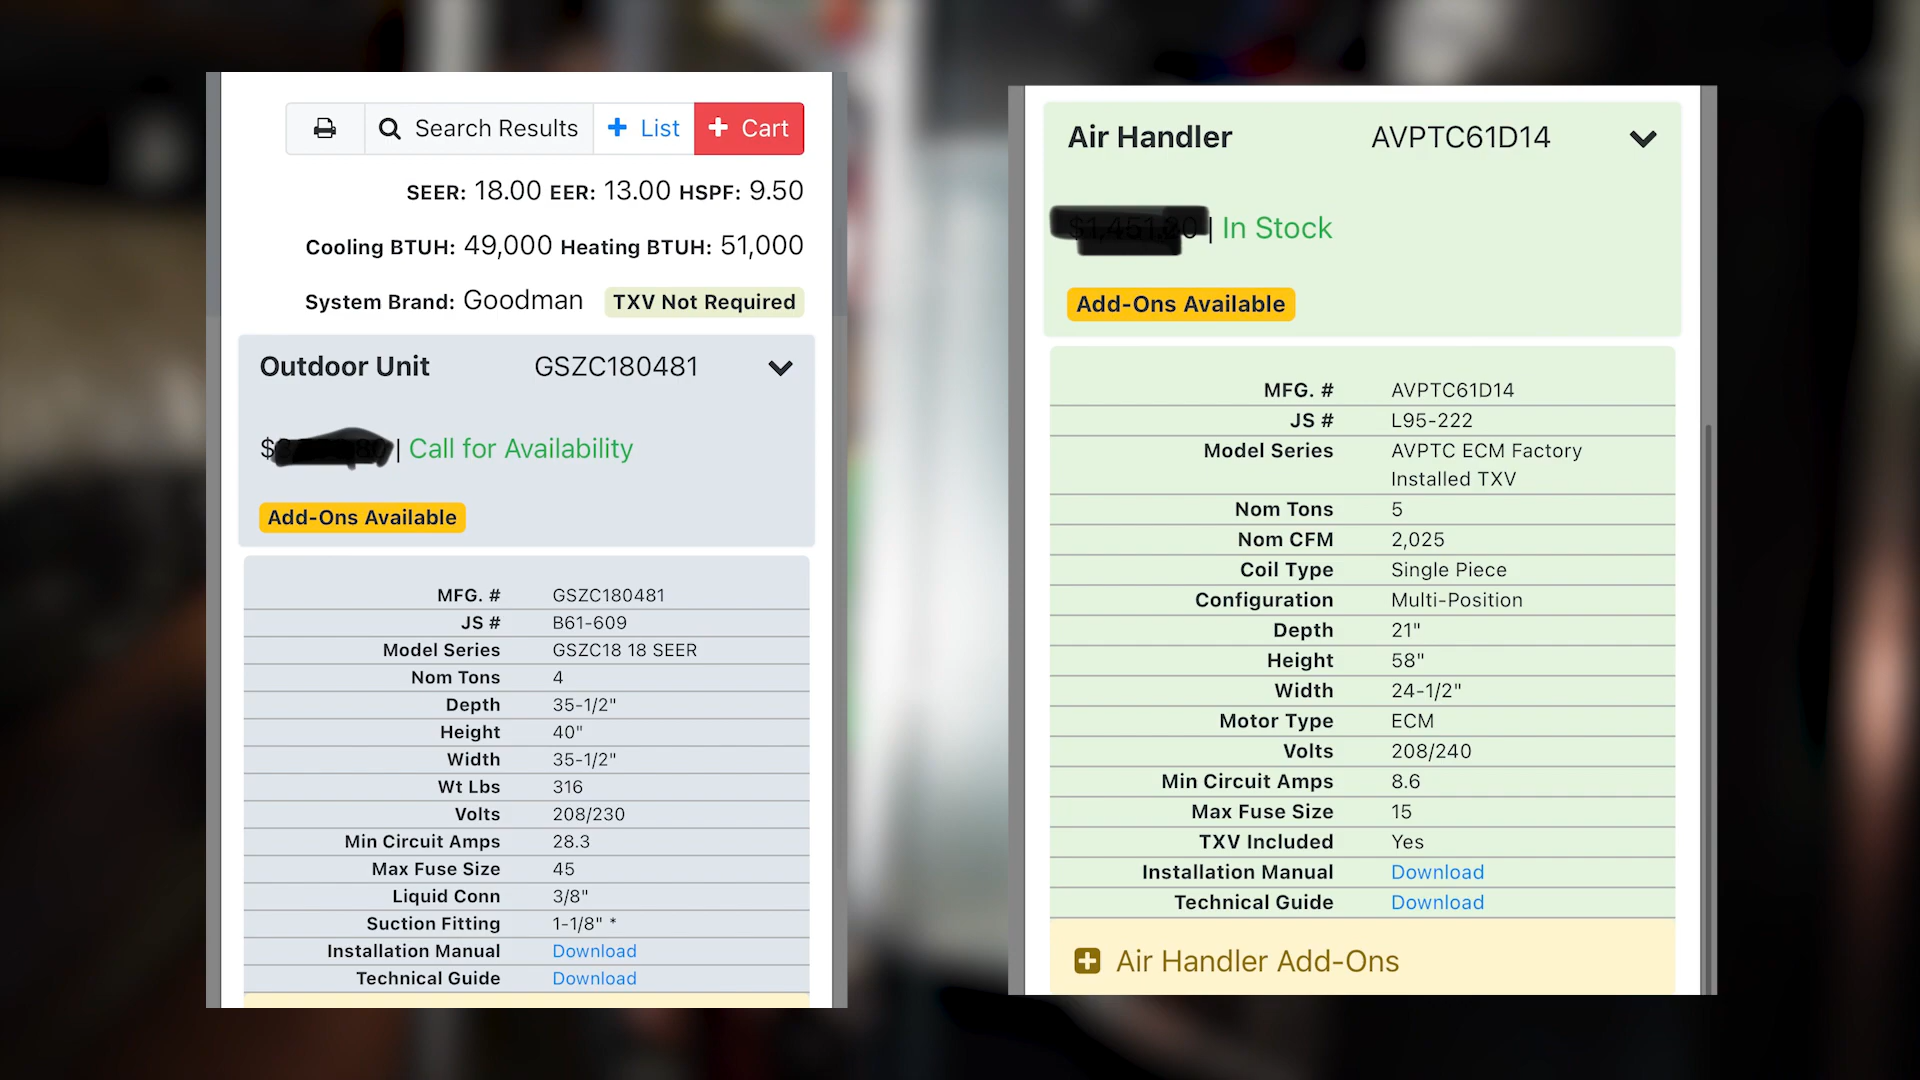 Search Results
List
Cart
SEER: 18.00 EER: 13.00 HSPF: 9.50
Cooling BTUH: 49,000 Heating BTUH: 51,000
System Brand: Goodman TXV Not Required
Outdoor Unit GSZC180481
| Call for Availability
Add-Ons Available
MFG. # GSZC180481
JS # B61-609
Model Series GSZC18 18 SEER
Nom Tons 4
Depth 35-1/2"
Height 40"
Width 35-1/2"
Wt Lbs 316
Volts 208/230
Min Circuit Amps 28.3
Max Fuse Size 45
Liquid Conn 3/8"
Suction Fitting 1-1/8" *
Installation Manual Download
Technical Guide Download
Air Handler AVPTC61D14
| In Stock
Add-Ons Available
MFG. # AVPTC61D14
JS # L95-222
Model Series AVPTC ECM Factory
Installed TXV
Nom Tons 5
Nom CFM 2,025
Coil Type Single Piece
Configuration Multi-Position
Depth 21"
Height 58"
Width 24-1/2"
Motor Type ECM
Volts 208/240
Min Circuit Amps 8.6
Max Fuse Size 15
TXV Included Yes
Installation Manual Download
Technical Guide Download
Air Handler Add-Ons